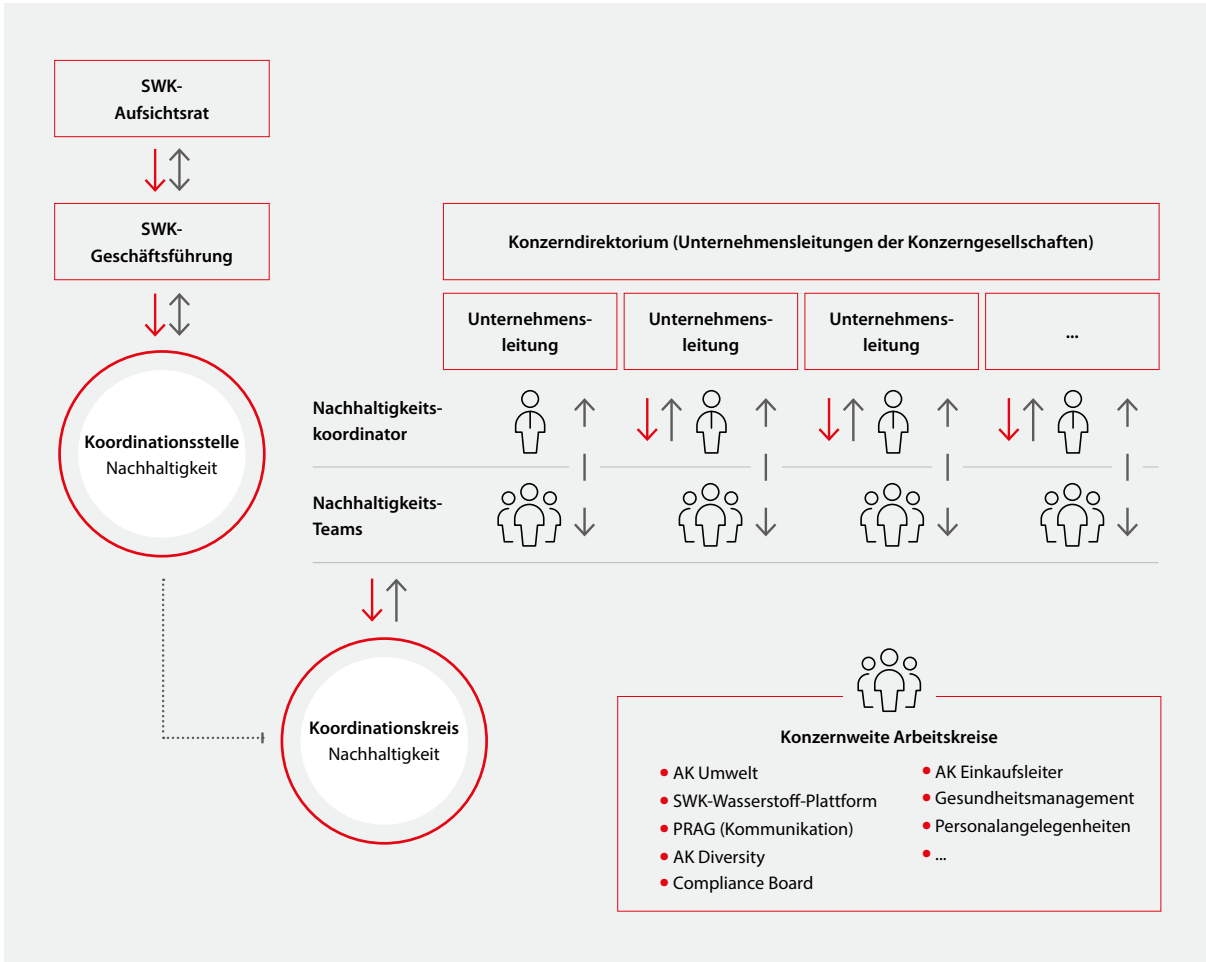 SWK-
Aufsichtsrat
SWK-
Geschäftsführung
Koordinationsstelle
Nachhaltigkeit
Konzerndirektorium (Unternehmensleitungen der Konzerngesellschaften)
Unternehmens-
leitung
Unternehmens-
leitung
Unternehmens-
leitung
...
Nachhaltigkeits-
koordinator
Nachhaltigkeits-
Teams
Koordinationskreis
Nachhaltigkeit
Konzernweite Arbeitskreise
• AK Umwelt
• SWK-Wasserstoff-Plattform
• PRAG (Kommunikation)
• AK Diversity
• Compliance Board
• AK Einkaufsleiter
• Gesundheitsmanagement
• Personalangelegenheiten
• ...